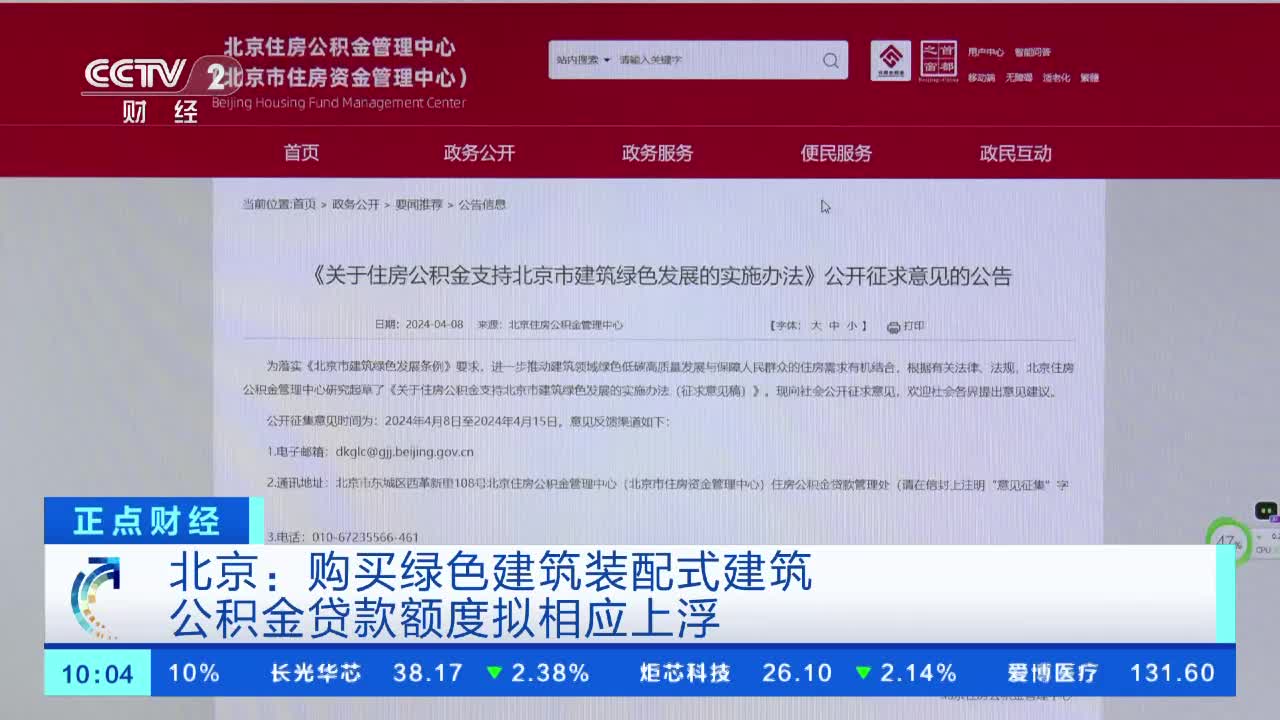 北京住房公积金管理中心
北京市住房资金管理中心）
Beijing Housing Fund Management Center
CCTV 2
财 经
站内搜索 请输入关键字
首都之窗
用户中心 智能问答
移动端 无障碍 适老化 繁體
首页 政务公开 政务服务 便民服务 政民互动
当前位置:首页 > 政务公开 > 要闻推荐 > 公告信息
《关于住房公积金支持北京市建筑绿色发展的实施办法》公开征求意见的公告
日期：2024-04-08 来源：北京住房公积金管理中心 【字体： 大 中 小 】 打印
为落实《北京市建筑绿色发展条例》要求，进一步推动建筑领域绿色低碳高质量发展与保障人民群众的住房需求有机结合，根据有关法律、法规，北京住房
公积金管理中心研究起草了《关于住房公积金支持北京市建筑绿色发展的实施办法（征求意见稿）》，现向社会公开征求意见，欢迎社会各界提出意见建议。
公开征集意见时间为：2024年4月8日至2024年4月15日，意见反馈渠道如下：
1.电子邮箱：dkglc@gjj.beijing.gov.cn
2.通讯地址：北京市东城区西革新里108号北京住房公积金管理中心（北京市住房资金管理中心）住房公积金贷款管理处（请在信封上注明“意见征集”字
3.电话：010-67235566-461
47%
CPU
正点财经
北京：购买绿色建筑装配式建筑
公积金贷款额度拟相应上浮
10:04 10% 长光华芯 38.17 ▼ 2.38% 炬芯科技 26.10 ▼ 2.14% 爱博医疗 131.60